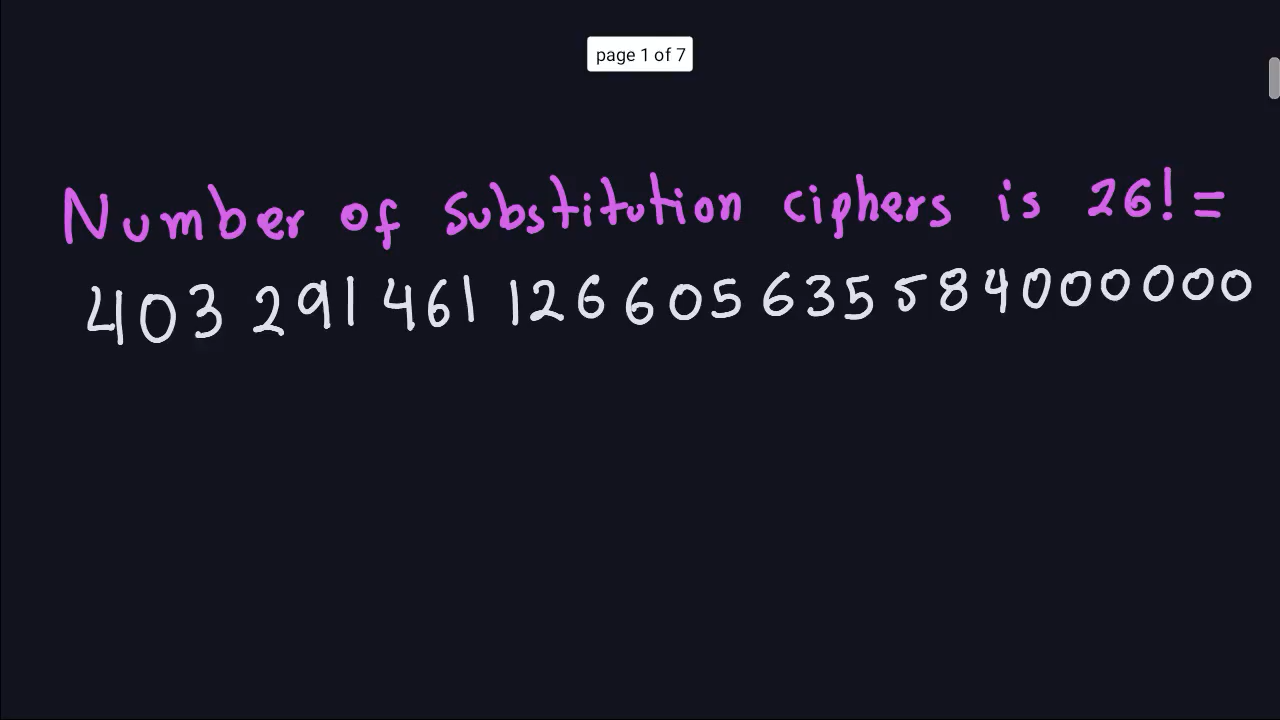 page 1 of 7
Number of substitution ciphers is 26! =
403 291 461 126 605 635 584000000